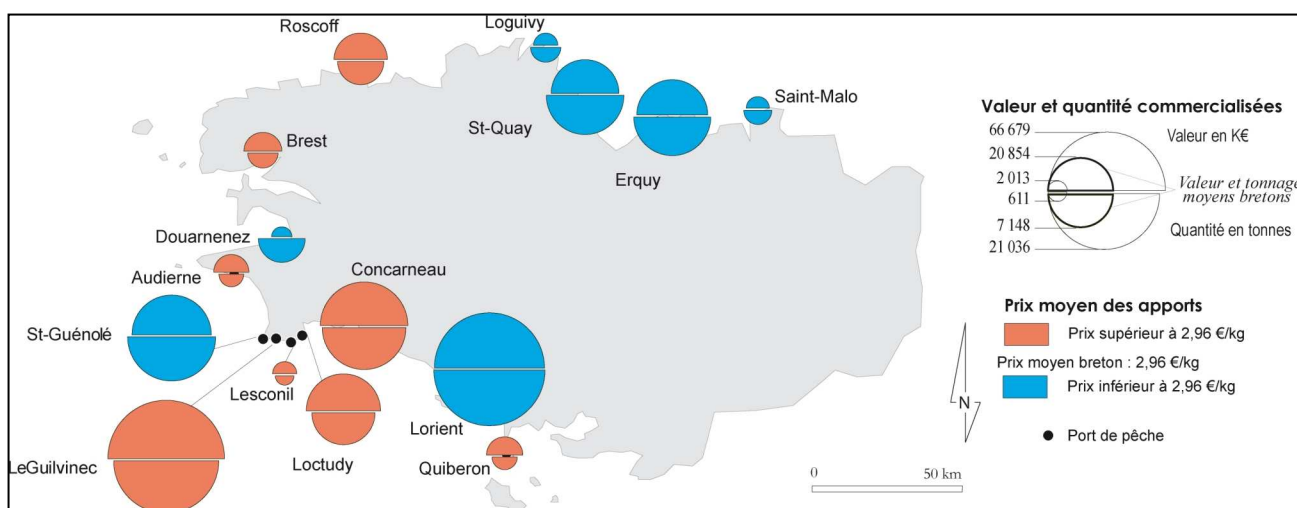 Roscoff
Loguivy
Saint-Malo
St-Quay
Erquy
Brest
Douarnenez
Audierne
Concarneau
St-Guénolé
Lesconil
LeGuilvinec
Loctudy
Lorient
Quiberon
Valeur et quantité commercialisées
66 679
Valeur en K€
20 854
2 013
Valeur et tonnage
611
moyens bretons
7 148
Quantité en tonnes
21 036
Prix moyen des apports
Prix supérieur à 2,96 €/kg
Prix moyen breton : 2,96 €/kg
Prix inférieur à 2,96 €/kg
Port de pêche
N
0
50 km